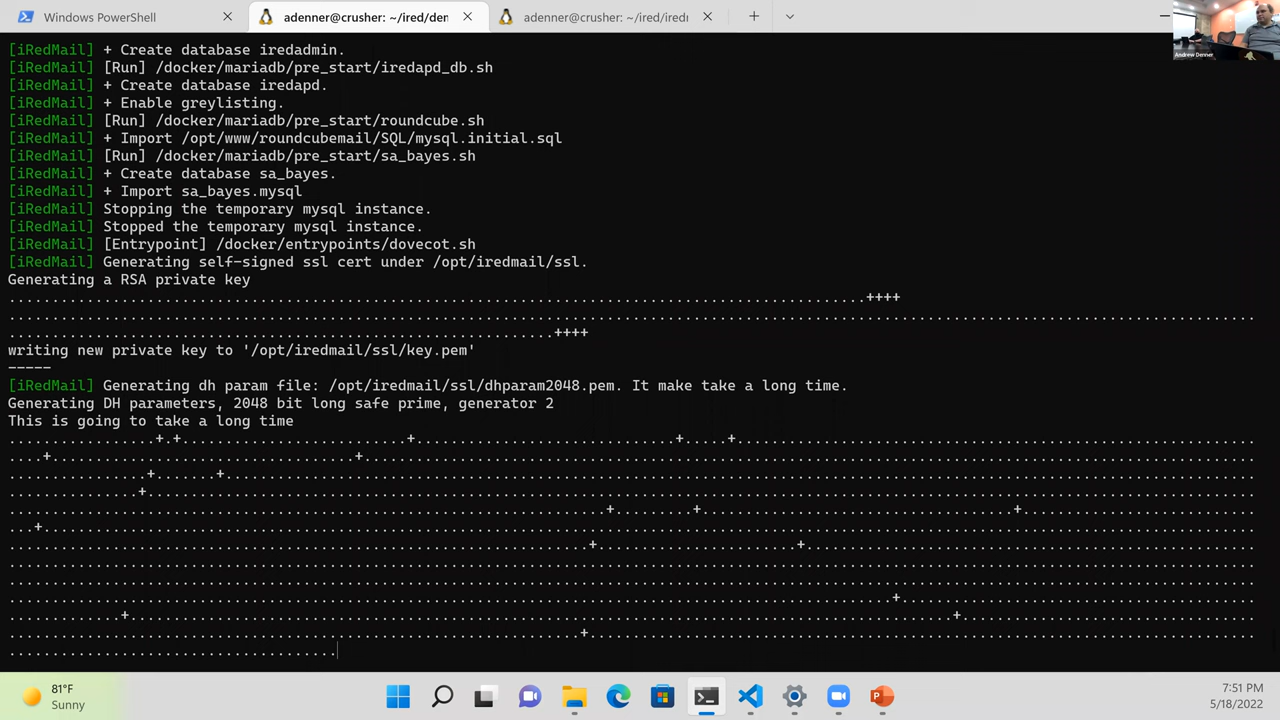 Windows PowerShell
adenner@crusher: ~/ired/den
adenner@crusher: ~/ired/iredr
Andrew Denner
[iRedMail] + Create database iredadmin.
[iRedMail] [Run] /docker/mariadb/pre_start/iredapd_db.sh
[iRedMail] + Create database iredapd.
[iRedMail] + Enable greylisting.
[iRedMail] [Run] /docker/mariadb/pre_start/roundcube.sh
[iRedMail] + Import /opt/www/roundcubemail/SQL/mysql.initial.sql
[iRedMail] [Run] /docker/mariadb/pre_start/sa_bayes.sh
[iRedMail] + Create database sa_bayes.
[iRedMail] + Import sa_bayes.mysql
[iRedMail] Stopping the temporary mysql instance.
[iRedMail] Stopped the temporary mysql instance.
[iRedMail] [Entrypoint] /docker/entrypoints/dovecot.sh
[iRedMail] Generating self-signed ssl cert under /opt/iredmail/ssl.
Generating a RSA private key
++++
++++
writing new private key to '/opt/iredmail/ssl/key.pem'
-----
[iRedMail] Generating dh param file: /opt/iredmail/ssl/dhparam2048.pem. It make take a long time.
Generating DH parameters, 2048 bit long safe prime, generator 2
This is going to take a long time
81°F
Sunny
7:51 PM
5/18/2022